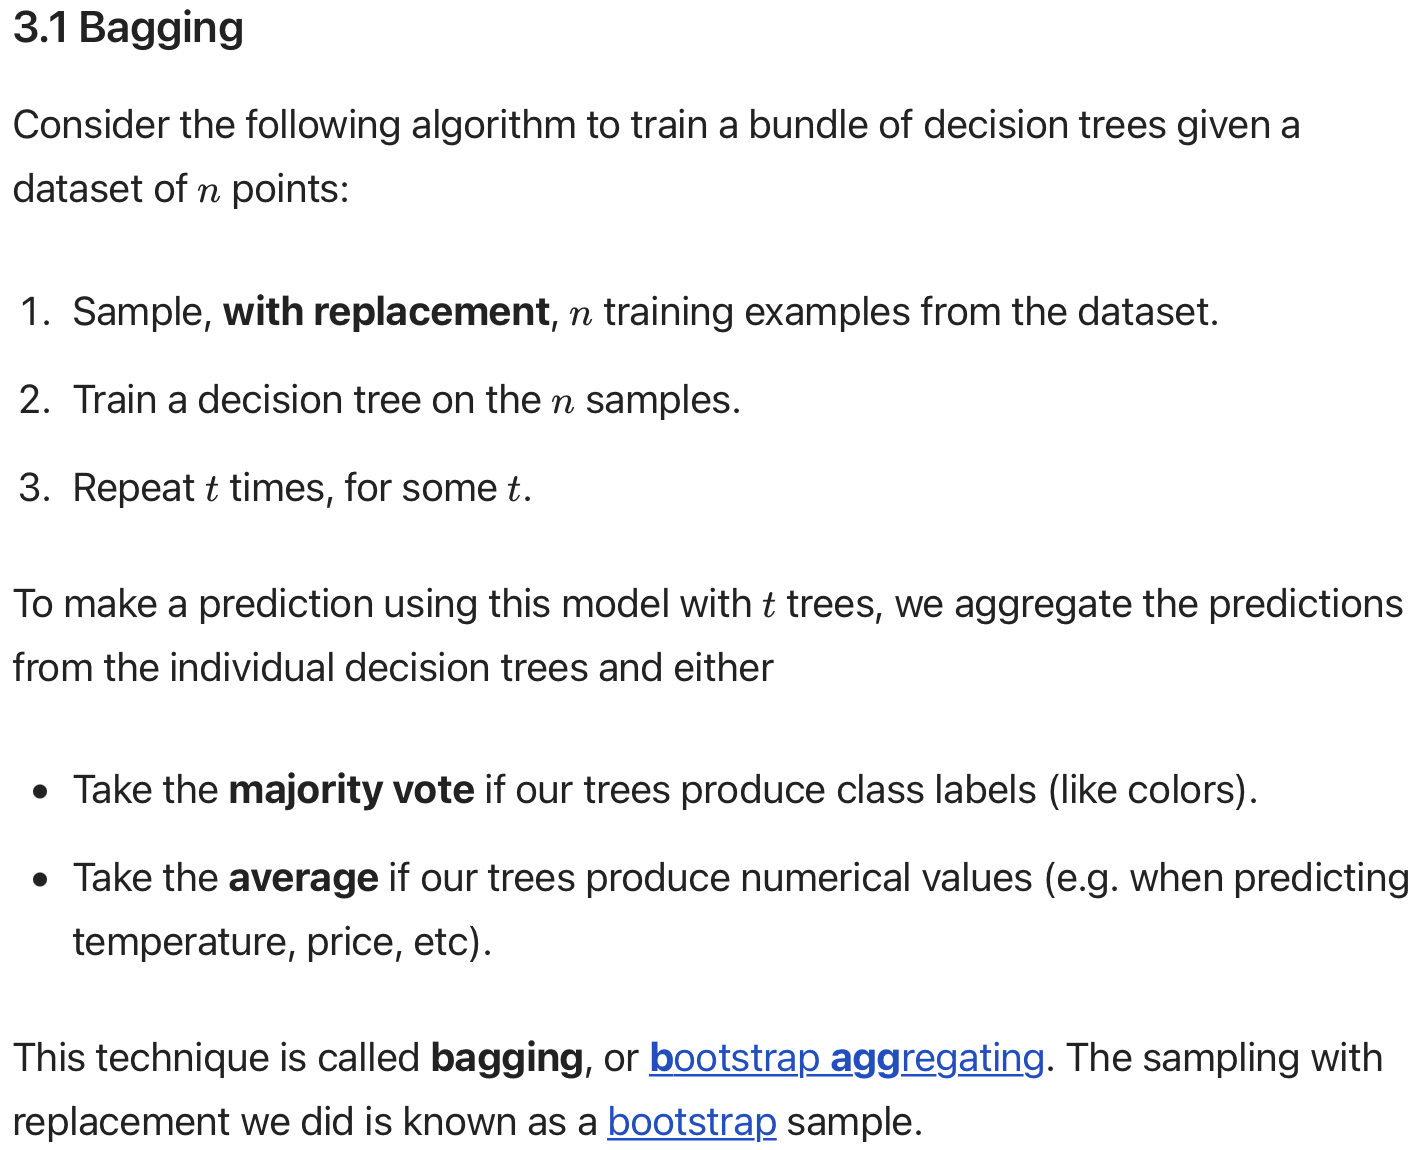 3.1 Bagging
Consider the following algorithm to train a bundle of decision trees given a
dataset of n points:
1. Sample, with replacement, n training examples from the dataset.
2. Train a decision tree on the n samples.
3. Repeat t times, for some t.
To make a prediction using this model with t trees, we aggregate the predictions
from the individual decision trees and either
• Take the majority vote if our trees produce class labels (like colors).
• Take the average if our trees produce numerical values (e.g. when predicting
temperature, price, etc).
This technique is called bagging, or bootstrap aggregating. The sampling with
replacement we did is known as a bootstrap sample.